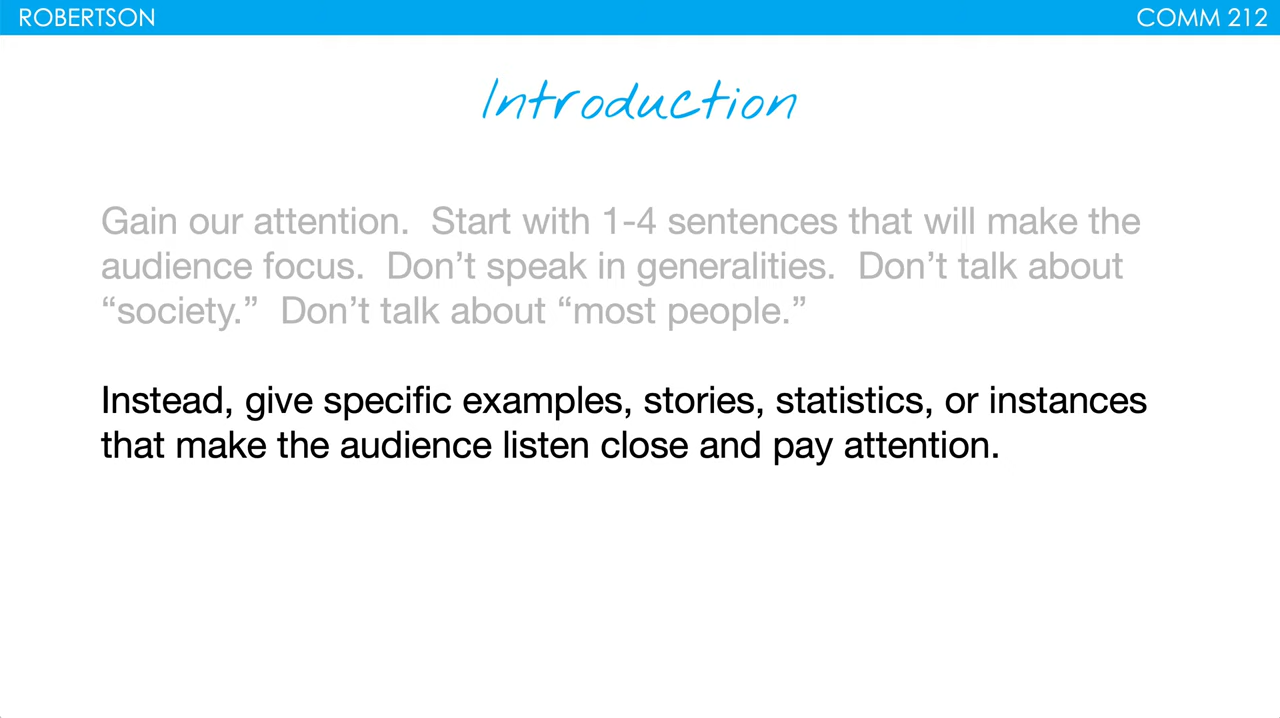 ROBERTSON
COMM 212
Introduction
Gain our attention.  Start with 1-4 sentences that will make the
audience focus.  Don’t speak in generalities.  Don’t talk about
“society.”  Don’t talk about “most people.”
Instead, give specific examples, stories, statistics, or instances
that make the audience listen close and pay attention.